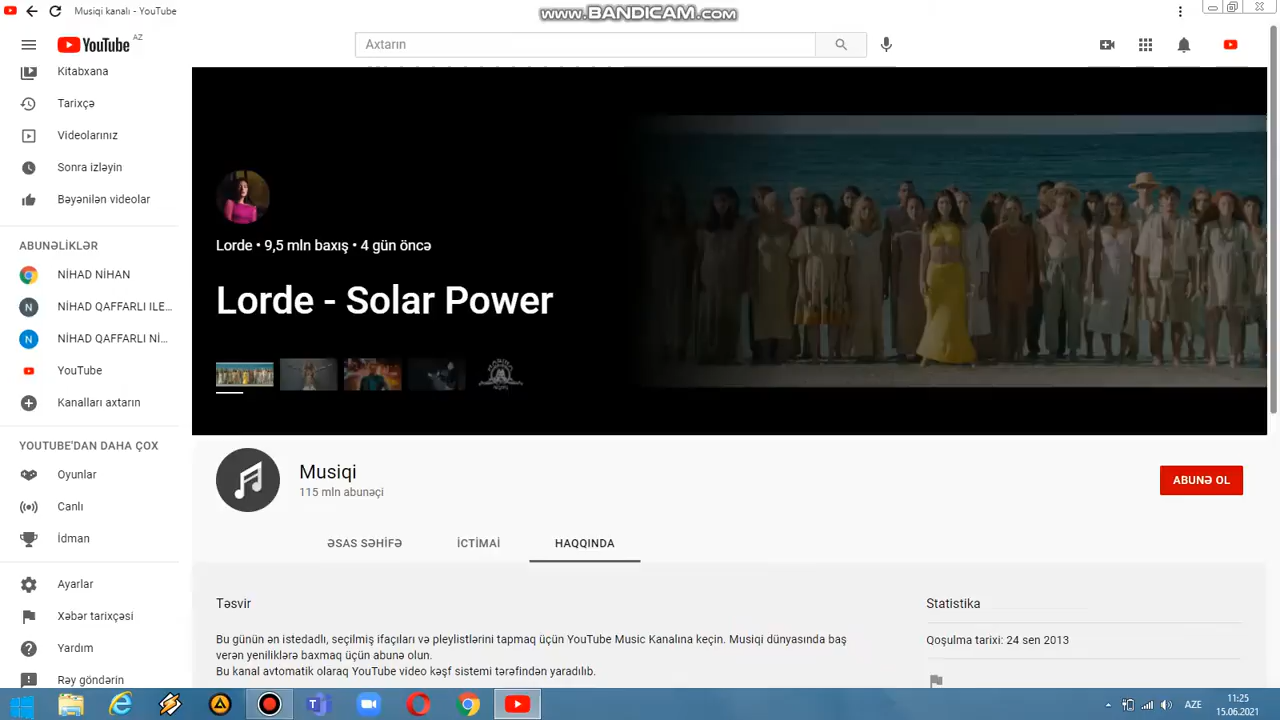 Musiqi kanalı - YouTube
www.BANDICAM.com
YouTube AZ
Axtarın
Kitabxana
Tarixçə
Videolarınız
Sonra izləyin
Bəyənilən videolar
ABUNƏLİKLƏR
NİHAD NİHAN
N NİHAD QAFFARLI ILE...
N NİHAD QAFFARLI Nİ...
YouTube
Kanalları axtarın
YOUTUBE'DAN DAHA ÇOX
Oyunlar
Canlı
İdman
Ayarlar
Xəbər tarixçəsi
Yardım
Rəy göndərin
Lorde • 9,5 mln baxış • 4 gün öncə
Lorde - Solar Power
Musiqi
115 mln abunəçi
ABUNƏ OL
ƏSAS SƏHİFƏ
İCTİMAİ
HAQQINDA
Təsvir
Bu günün ən istedadlı, seçilmiş ifaçıları və pleylistlərini tapmaq üçün YouTube Music Kanalına keçin. Musiqi dünyasında baş
verən yeniliklərə baxmaq üçün abunə olun.
Bu kanal avtomatik olaraq YouTube video kəşf sistemi tərəfindən yaradılıb.
Statistika
Qoşulma tarixi: 24 sen 2013
AZE
11:25
15.06.2021